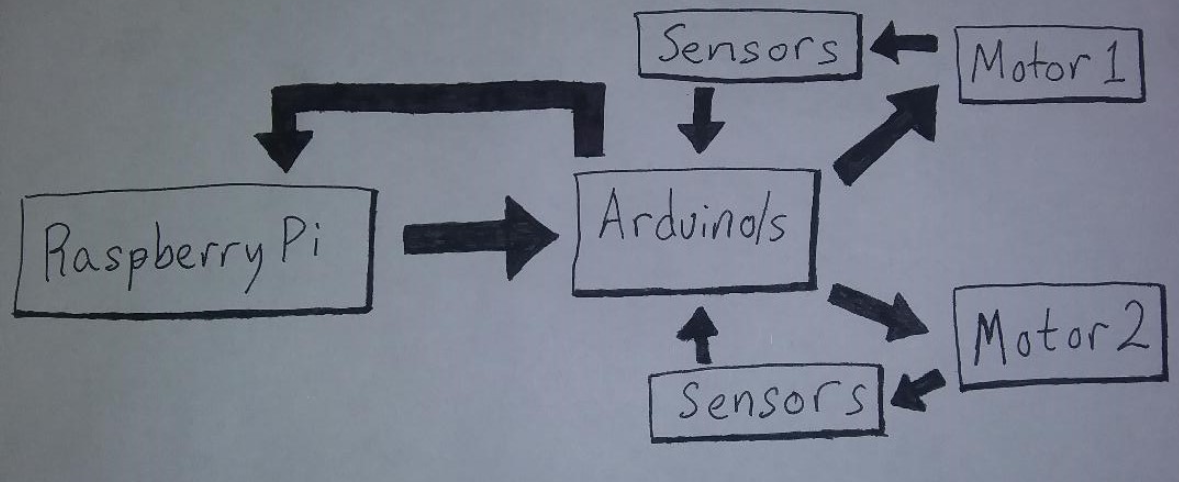 Sensors
Motor 1
Raspberry Pi
Arduino/s
Motor 2
Sensors